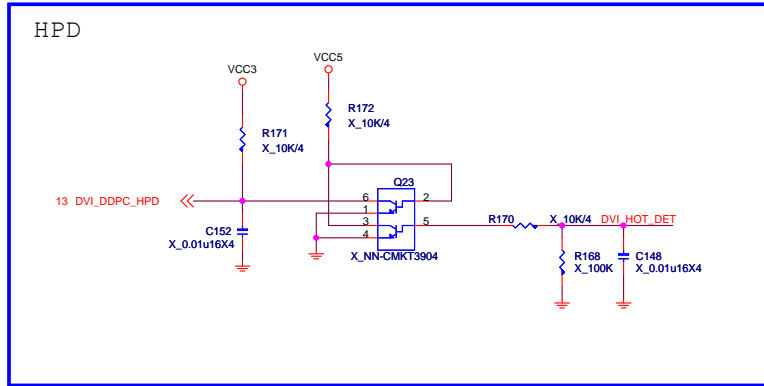 HPD
VCC3
VCC5
R172
X_10K/4
R171
X_10K/4
Q23
13 DVI_DDPC_HPD
6
2
1
3
5
4
R170
X_10K/4
DVI_HOT_DET
C152
X_0.01u16X4
X_NN-CMKT3904
R168
X_100K
C148
X_0.01u16X4